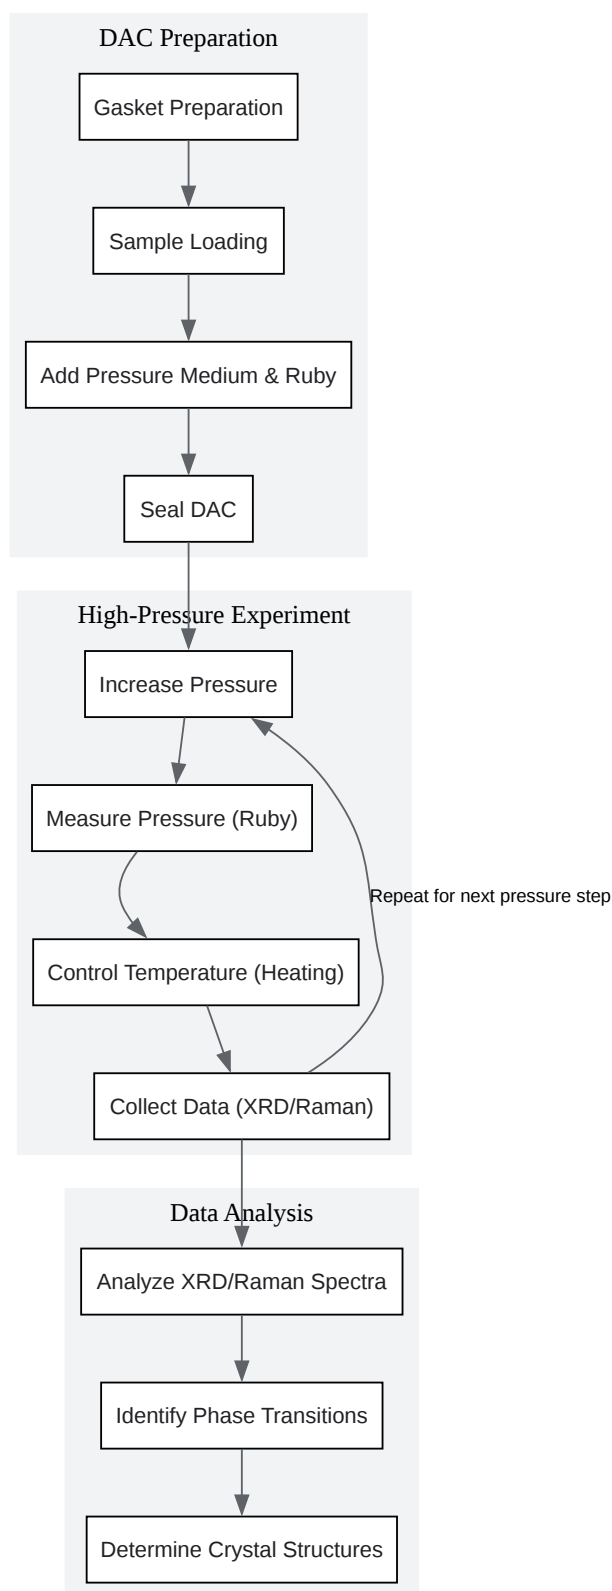 DAC Preparation
Gasket Preparation
Sample Loading
Add Pressure Medium & Ruby
Seal DAC
High-Pressure Experiment
Increase Pressure
Measure Pressure (Ruby)
Repeat for next pressure step
Control Temperature (Heating)
Collect Data (XRD/Raman)
Data Analysis
Analyze XRD/Raman Spectra
Identify Phase Transitions
Determine Crystal Structures